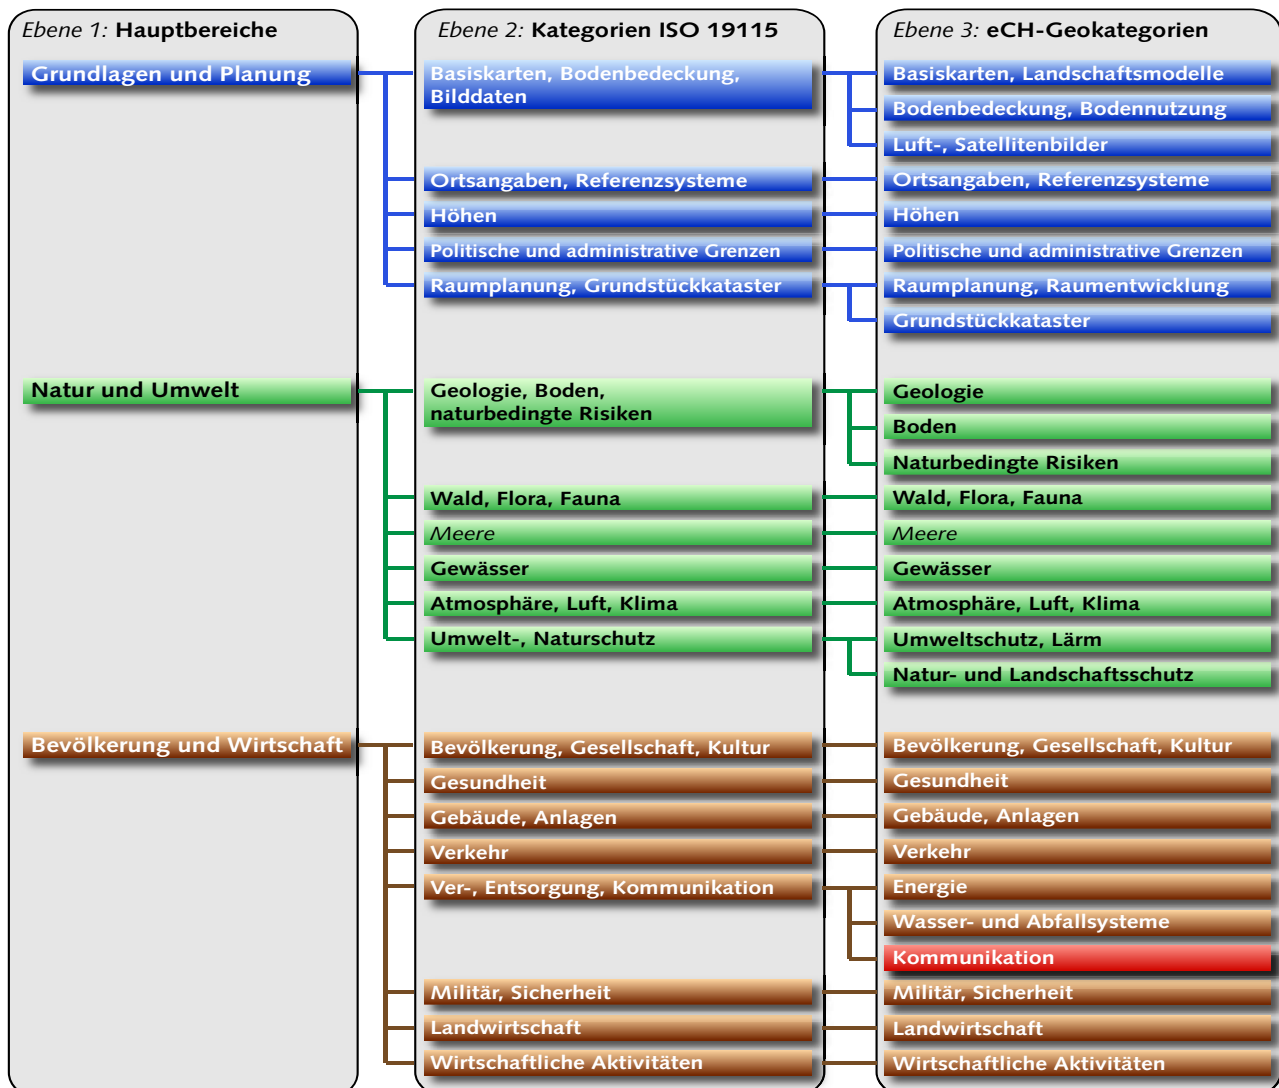 Ebene 1: Hauptbereiche
Grundlagen und Planung
Natur und Umwelt
Bevölkerung und Wirtschaft
Ebene 2: Kategorien ISO 19115
Basiskarten, Bodenbedeckung,
Bilddaten
Ortsangaben, Referenzsysteme
Höhen
Politische und administrative Grenzen
Raumplanung, Grundstückkataster
Geologie, Boden,
naturbedingte Risiken
Wald, Flora, Fauna
Meere
Gewässer
Atmosphäre, Luft, Klima
Umwelt-, Naturschutz
Bevölkerung, Gesellschaft, Kultur
Gesundheit
Gebäude, Anlagen
Verkehr
Ver-, Entsorgung, Kommunikation
Militär, Sicherheit
Landwirtschaft
Wirtschaftliche Aktivitäten
Ebene 3: eCH-Geokategorien
Basiskarten, Landschaftsmodelle
Bodenbedeckung, Bodennutzung
Luft-, Satellitenbilder
Ortsangaben, Referenzsysteme
Höhen
Politische und administrative Grenzen
Raumplanung, Raumentwicklung
Grundstückkataster
Geologie
Boden
Naturbedingte Risiken
Wald, Flora, Fauna
Meere
Gewässer
Atmosphäre, Luft, Klima
Umweltschutz, Lärm
Natur- und Landschaftsschutz
Bevölkerung, Gesellschaft, Kultur
Gesundheit
Gebäude, Anlagen
Verkehr
Energie
Wasser- und Abfallsysteme
Kommunikation
Militär, Sicherheit
Landwirtschaft
Wirtschaftliche Aktivitäten